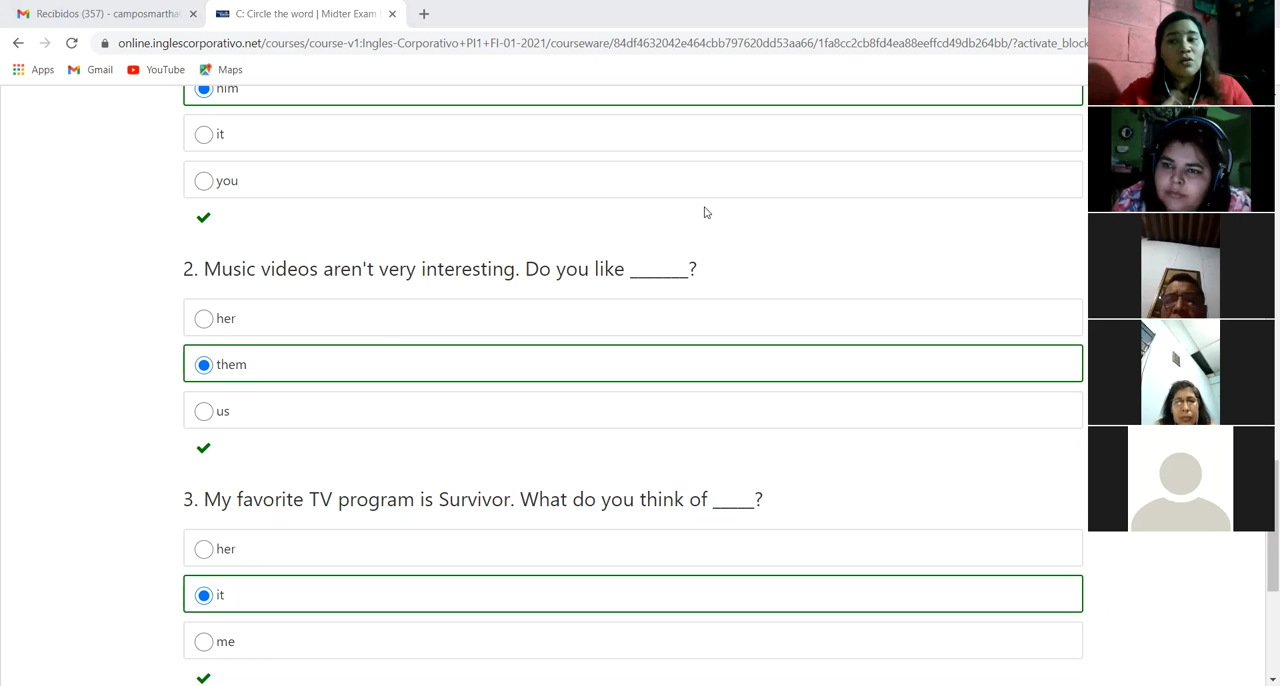 Recibidos (357) - camposmartha
C: Circle the word | Midter Exam
online.inglescorporativo.net/courses/course-v1:Ingles-Corporativo+PI1+FI-01-2021/courseware/84df4632042e464cbb797620dd53aa66/1fa8cc2cb8fd4ea88eeffcd49db264bb/?activate_block
Apps Gmail YouTube Maps
him
it
you
2. Music videos aren't very interesting. Do you like _______?
her
them
us
3. My favorite TV program is Survivor. What do you think of _____?
her
it
me